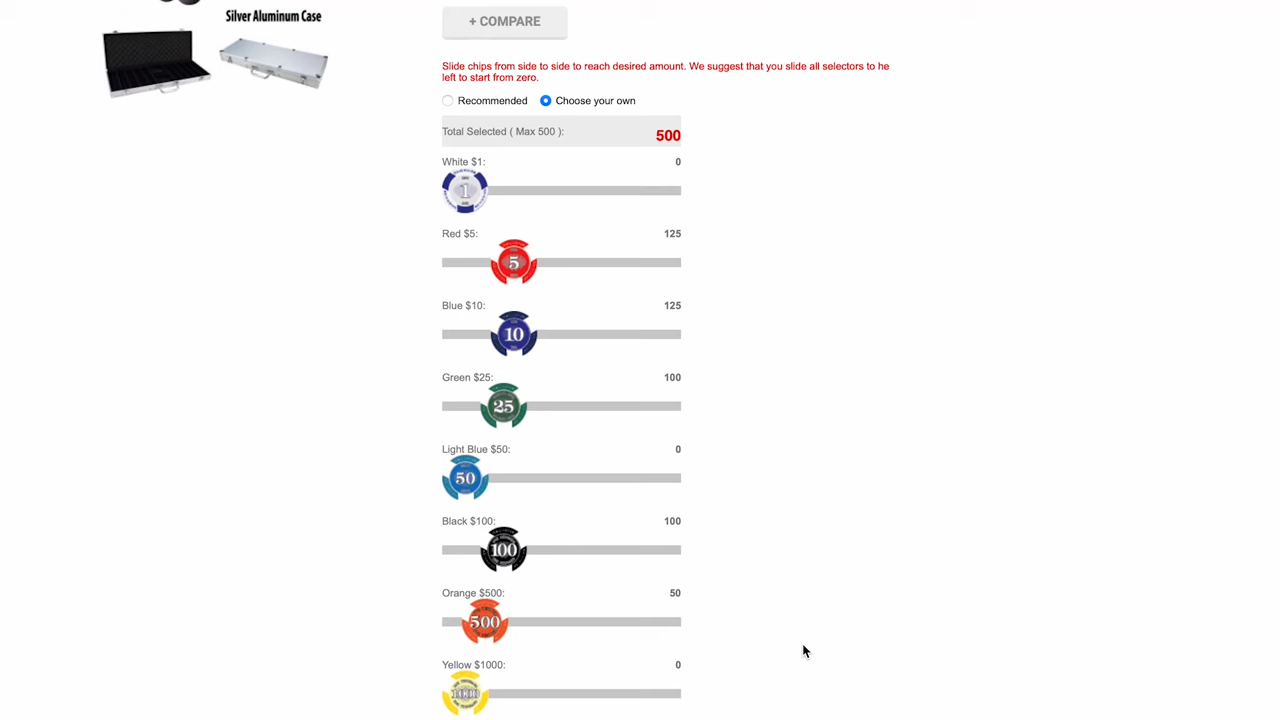 Silver Aluminum Case
+ COMPARE
Slide chips from side to side to reach desired amount. We suggest that you slide all selectors to he
left to start from zero.
Recommended Choose your own
Total Selected ( Max 500 ): 500
White $1: 0
1
Red $5: 125
5
Blue $10: 125
10
Green $25: 100
25
Light Blue $50: 0
50
Black $100: 100
100
Orange $500: 50
500
Yellow $1000: 0
1000